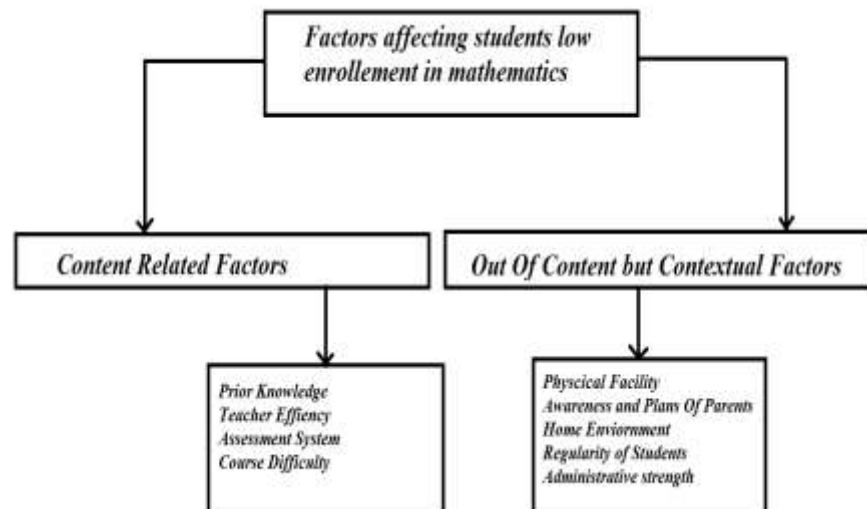 Factors affecting students low
enrollement in mathematics
Content Related Factors
Out Of Content but Contextual Factors
Prior Knowledge
Teacher Effiency
Assessment System
Course Difficulty
Physcical Facility
Awareness and Plans Of Parents
Home Enviornment
Regularity of Students
Administrative strength